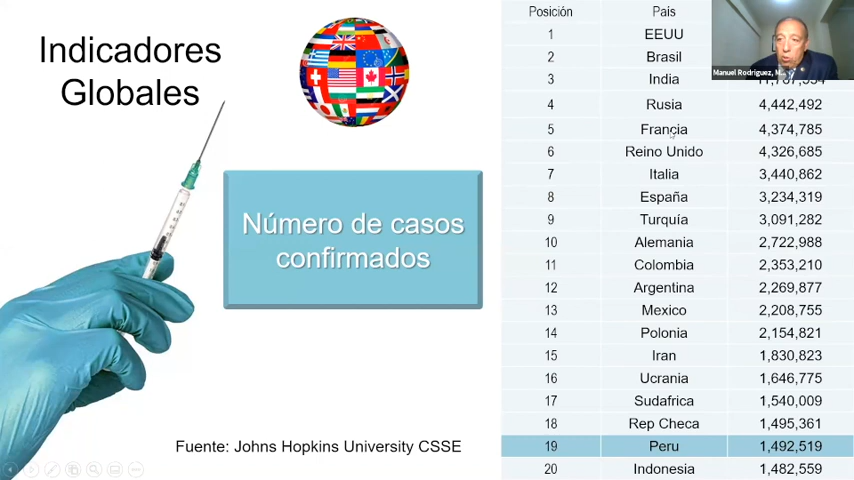 Indicadores
Globales
Número de casos
confirmados
Fuente: Johns Hopkins University CSSE
Posición País
1 EEUU
2 Brasil
3 India
4 Rusia 4,442,492
5 Francia 4,374,785
6 Reino Unido 4,326,685
7 Italia 3,440,862
8 España 3,234,319
9 Turquía 3,091,282
10 Alemania 2,722,988
11 Colombia 2,353,210
12 Argentina 2,269,877
13 Mexico 2,208,755
14 Polonia 2,154,821
15 Iran 1,830,823
16 Ucrania 1,646,775
17 Sudafrica 1,540,009
18 Rep Checa 1,495,361
19 Peru 1,492,519
20 Indonesia 1,482,559
Manuel Rodriguez,